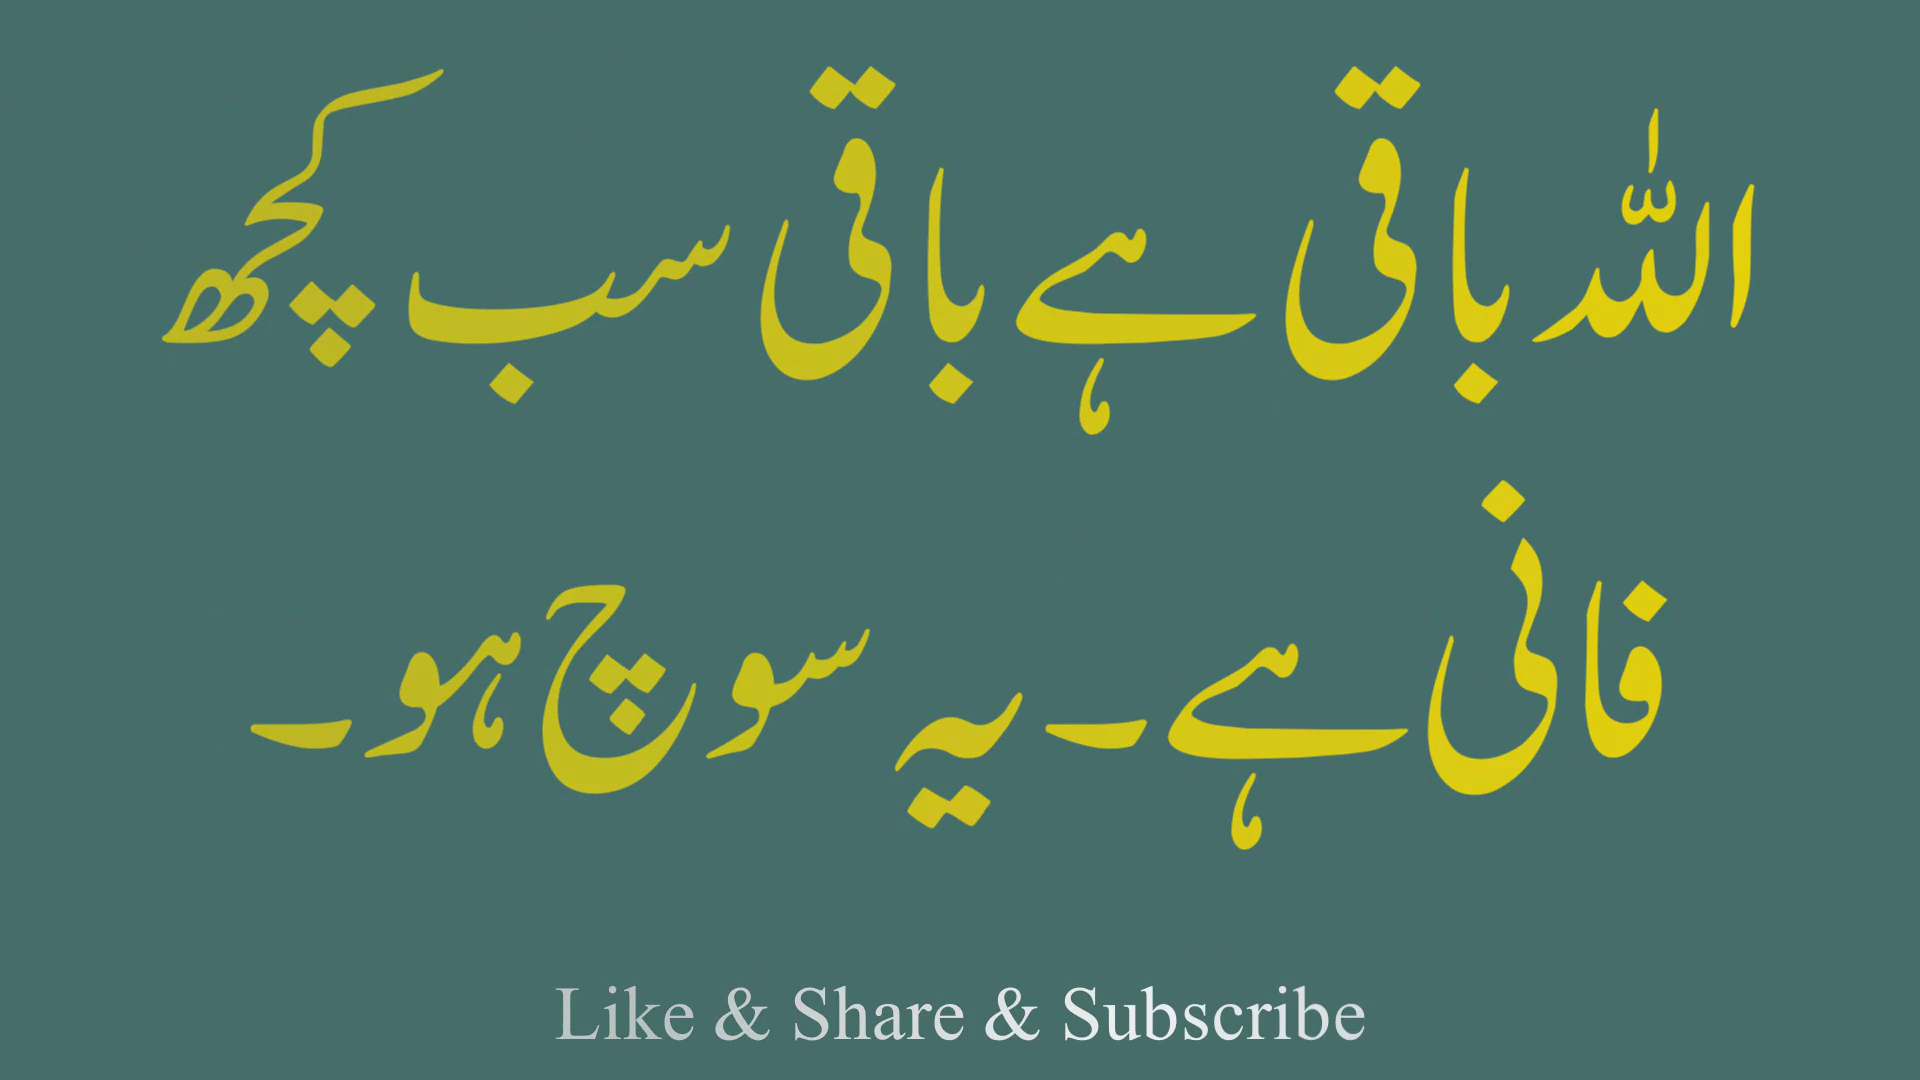 اللہ باقی ہے باقی سب کچھ
فانی ہے۔ یہ سوچ ہو۔
Like & Share & Subscribe